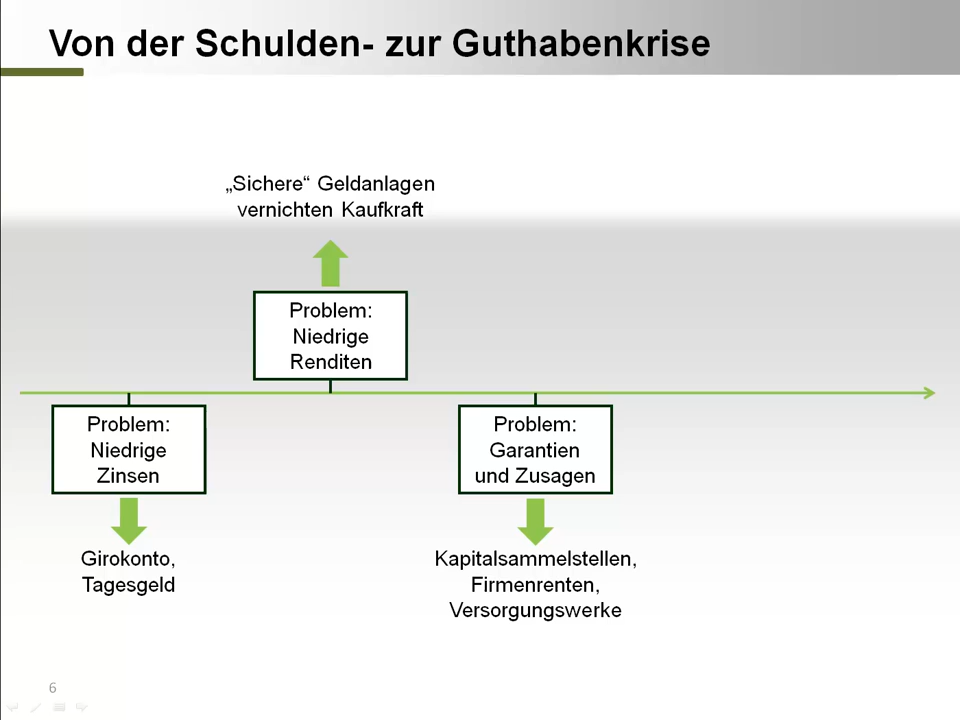 Von der Schulden- zur Guthabenkrise
„Sichere“ Geldanlagen
vernichten Kaufkraft
Problem:
Niedrige
Renditen
Problem:
Niedrige
Zinsen
Girokonto,
Tagesgeld
Problem:
Garantien
und Zusagen
Kapitalsammelstellen,
Firmenrenten,
Versorgungswerke
6